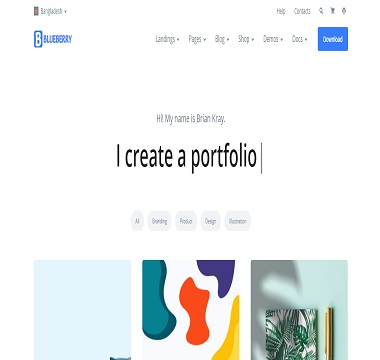 Bangladesh
Help
Contacts
BLUEBERRY
Landings
Pages
Blog
Shop
Demos
Docs
Download
Hi! My name is Brian Kray.
I create a portfolio
All
Branding
Product
Design
Illustration